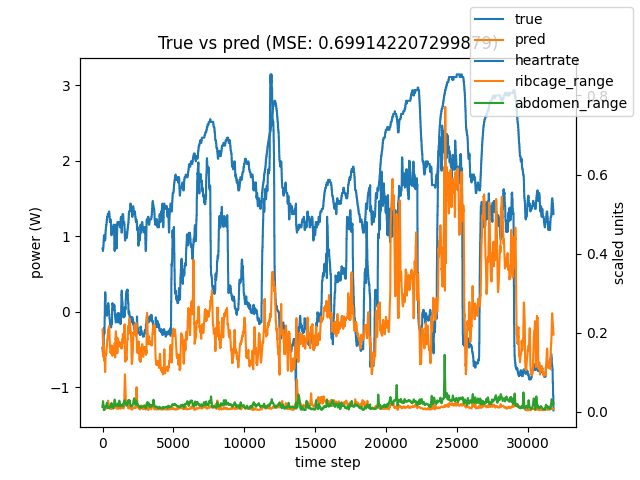 True vs pred (MSE: 0.699142207299879)
true
pred
heartrate
ribcage_range
abdomen_range
3
2
1
0
−1
power (W)
0.8
0.6
0.4
0.2
0.0
scaled units
0 5000 10000 15000 20000 25000 30000
time step